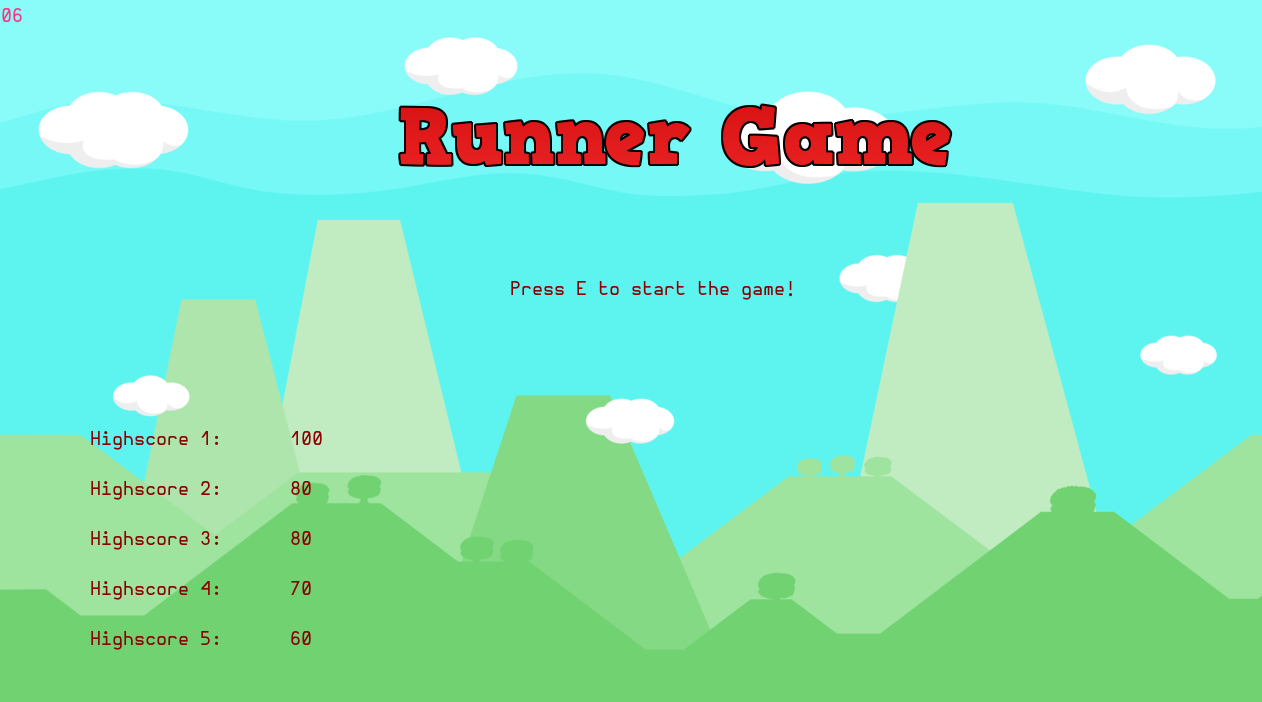 06
Runner Game
Press E to start the game!
Highscore 1: 100
Highscore 2: 80
Highscore 3: 80
Highscore 4: 70
Highscore 5: 60